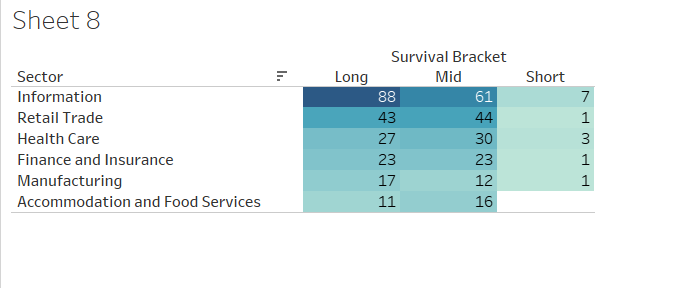 Sheet 8
Survival Bracket
Sector Long Mid Short
Information 88 61 7
Retail Trade 43 44 1
Health Care 27 30 3
Finance and Insurance 23 23 1
Manufacturing 17 12 1
Accommodation and Food Services 11 16